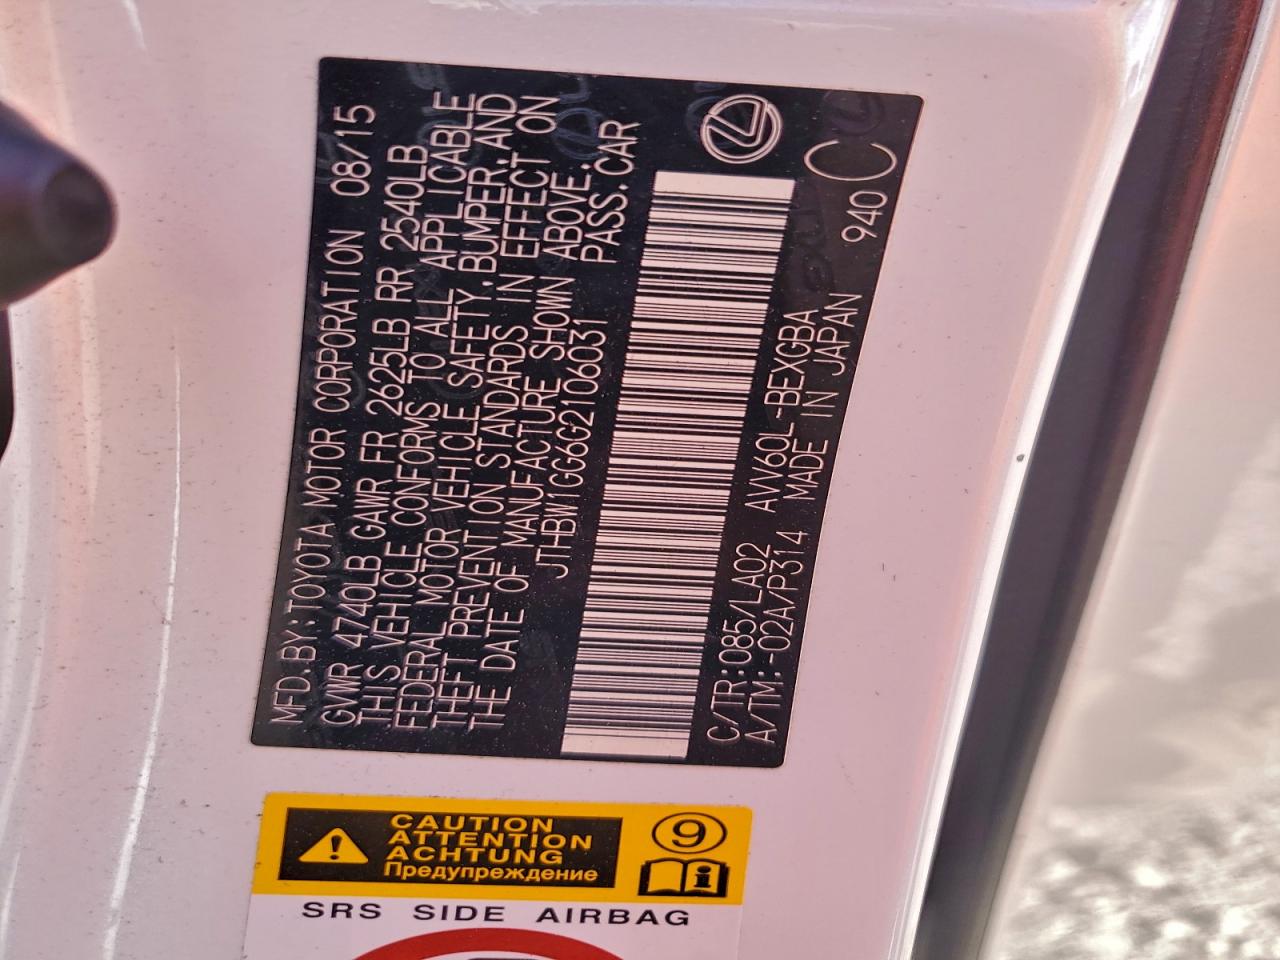 MFD.BY:TOYOTA MOTOR CORPORATION 08/15
GVWR 4740LB GAWR FR 2625LB RR 2540LB
THIS VEHICLE CONFORMS TO ALL APPLICABLE
FEDERAL MOTOR VEHICLE SAFETY,BUMPER,AND
THEFT PREVENTION STANDARDS IN EFFECT ON
THE DATE OF MANUFACTURE SHOWN ABOVE.
JTHBW1GG6G2106031 PASS.CAR
C/TR:085/LA02 AVV60L-BEXGBA
A/TM:-02A/P314 MADE IN JAPAN 940 C
CAUTION
ATTENTION
ACHTUNG
Предупреждение
9
SRS SIDE AIRBAG